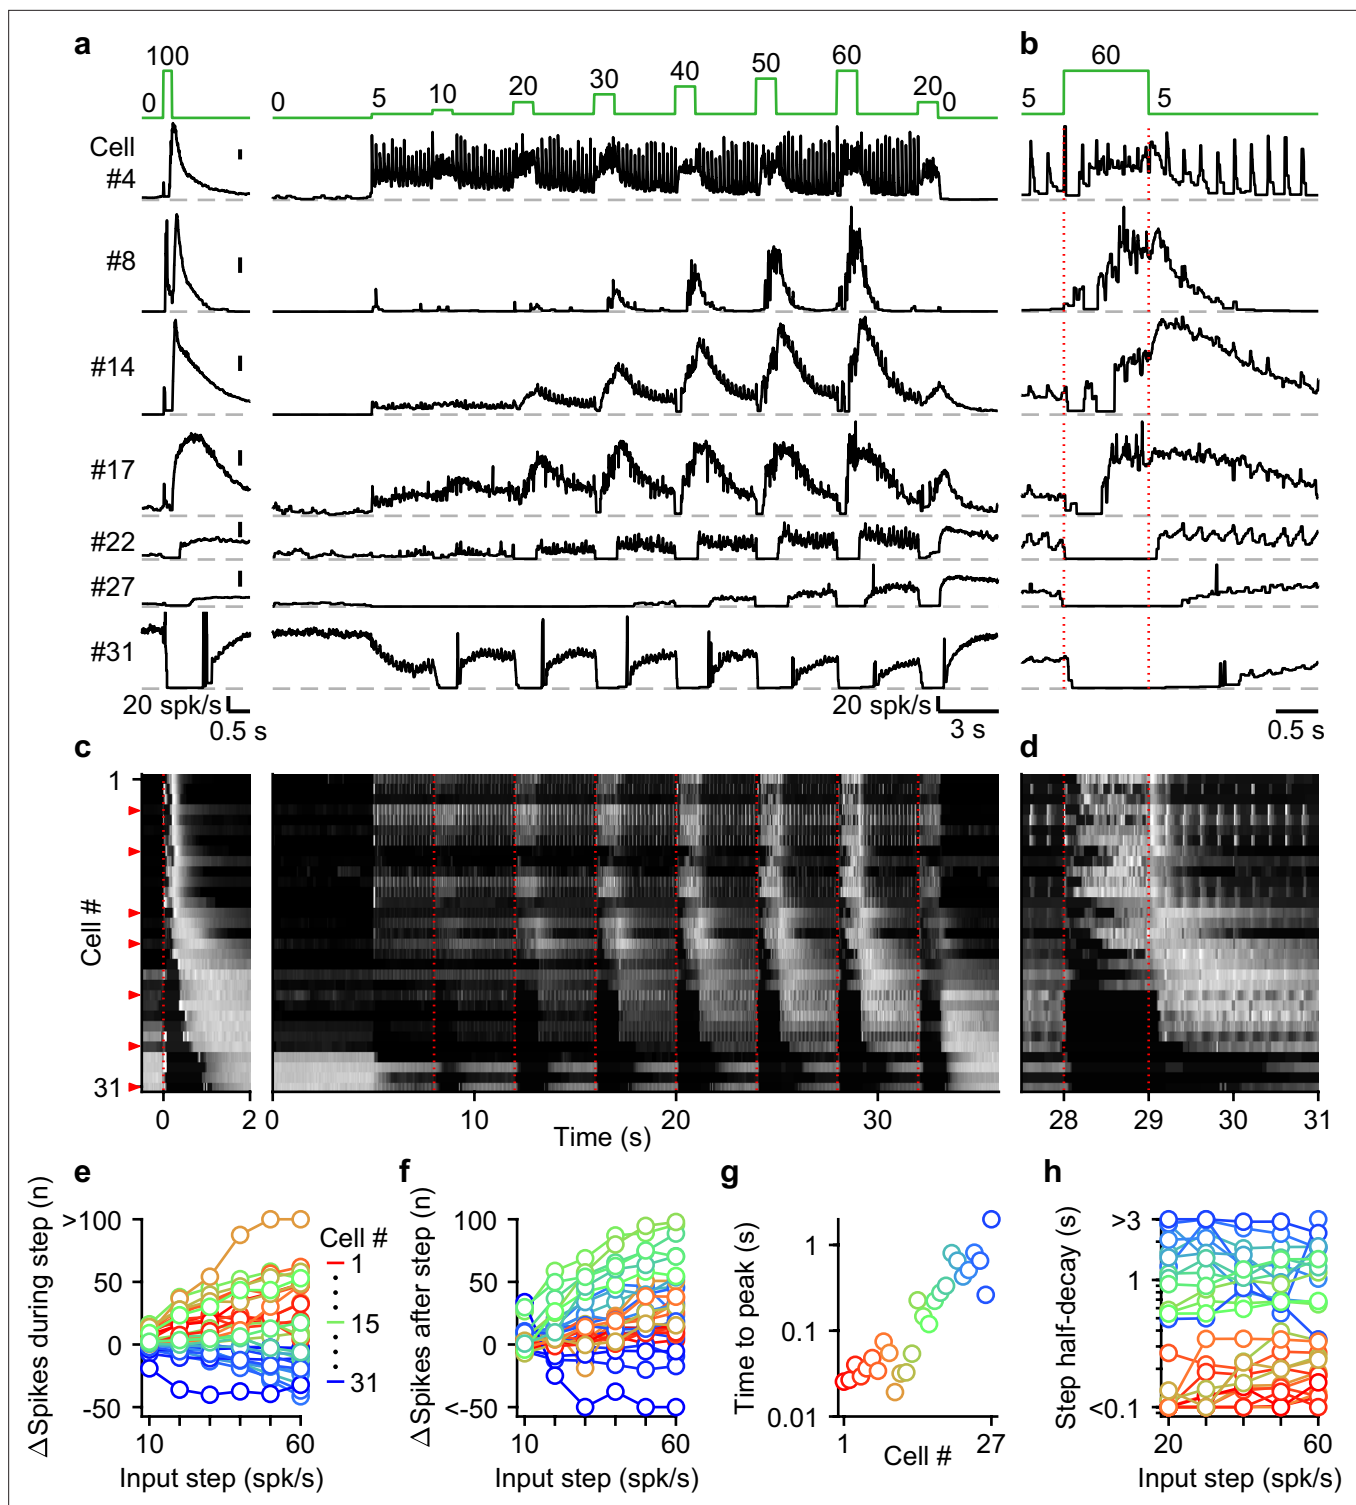 a
b
100
0
0
5
10
20
30
40
50
60
20
0
60
5
5
Cell
#4
#8
#14
#17
#22
#27
#31
20 spk/s
0.5 s
20 spk/s
3 s
0.5 s
c
d
1
31
Cell #
0
2
0
10
20
30
28
29
30
31
Time (s)
e
f
g
h
ΔSpikes during step (n)
>
100
50
0
-50
10
60
Input step (spk/s)
Cell #
1
15
31
ΔSpikes after step (n)
100
50
0
<-50
10
60
Input step (spk/s)
Time to peak (s)
1
0.1
0.01
1
27
Cell #
Step half-decay (s)
>3
1
<0.1
20
60
Input step (spk/s)